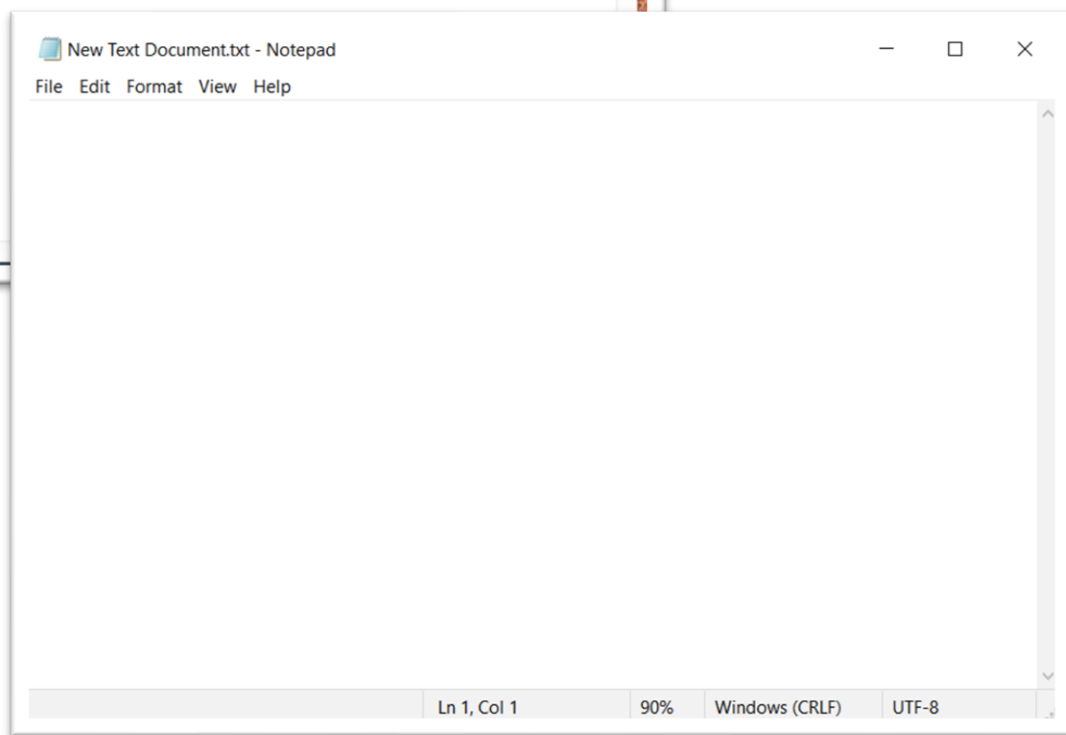 New Text Document.txt - Notepad
File Edit Format View Help
Ln 1, Col 1 90% Windows (CRLF) UTF-8